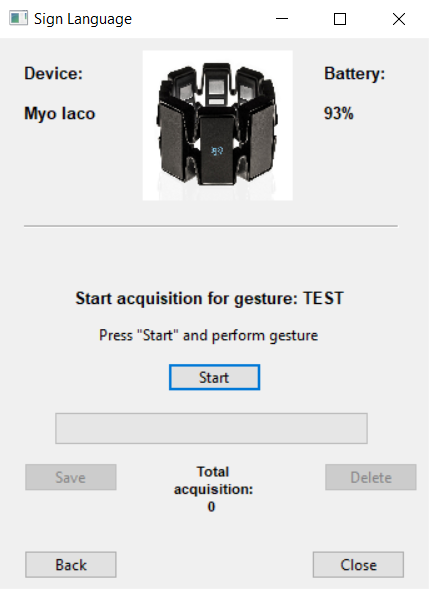 Sign Language
Device:
Battery:
Myo Iaco
93%
Start acquisition for gesture: TEST
Press "Start" and perform gesture
Start
Save
Total
acquisition:
0
Delete
Back
Close